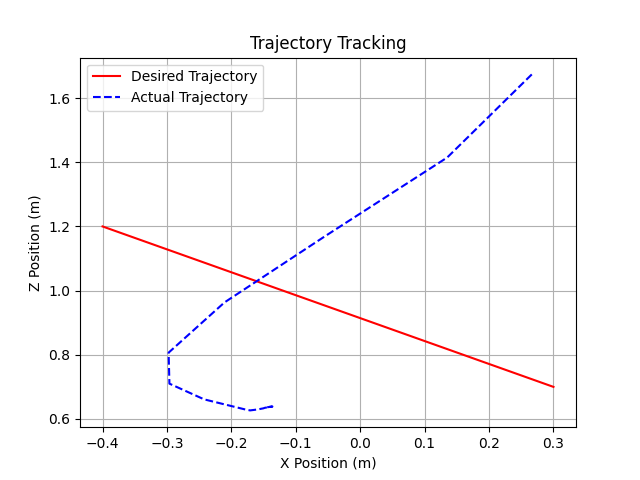 Trajectory Tracking
Desired Trajectory
Actual Trajectory
Z Position (m)
1.6
1.4
1.2
1.0
0.8
0.6
−0.4 −0.3 −0.2 −0.1 0.0 0.1 0.2 0.3
X Position (m)